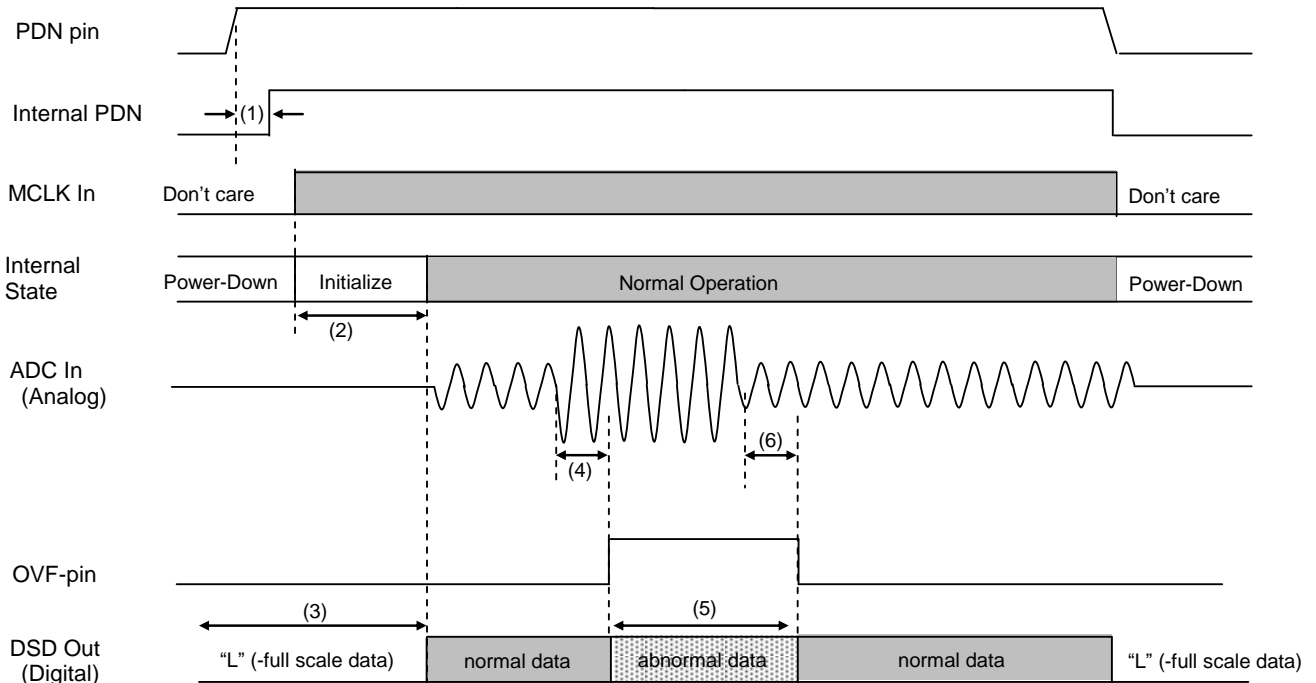 PDN pin
Internal PDN
(1)
MCLK In
Don’t care
Don’t care
Internal
State
Power-Down
Initialize
Normal Operation
Power-Down
(2)
ADC In
(Analog)
(4)
(6)
OVF-pin
(3)
(5)
DSD Out
(Digital)
“L” (-full scale data)
normal data
abnormal data
normal data
“L” (-full scale data)